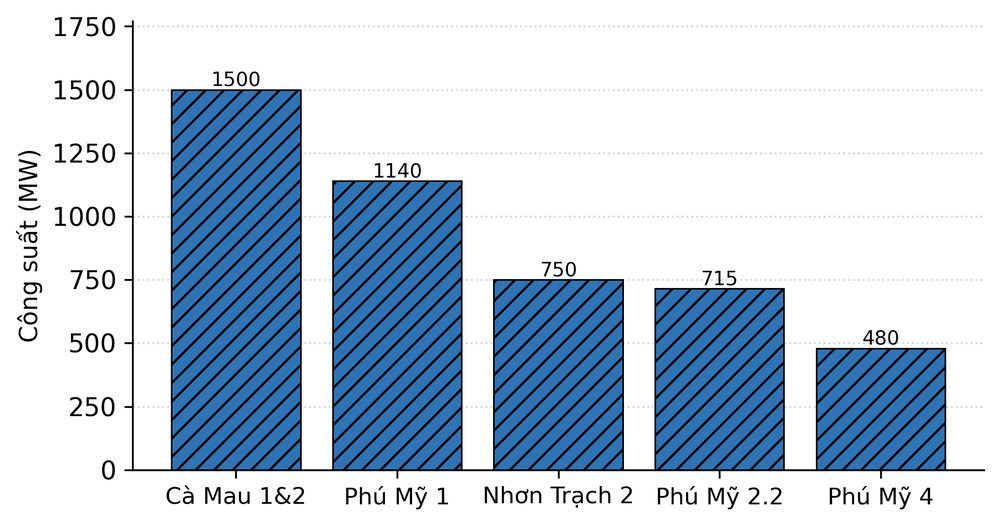 Công suất (MW)
1750
1500
1250
1000
750
500
250
0
1500
1140
750
715
480
Cà Mau 1&2
Phú Mỹ 1
Nhơn Trạch 2
Phú Mỹ 2.2
Phú Mỹ 4